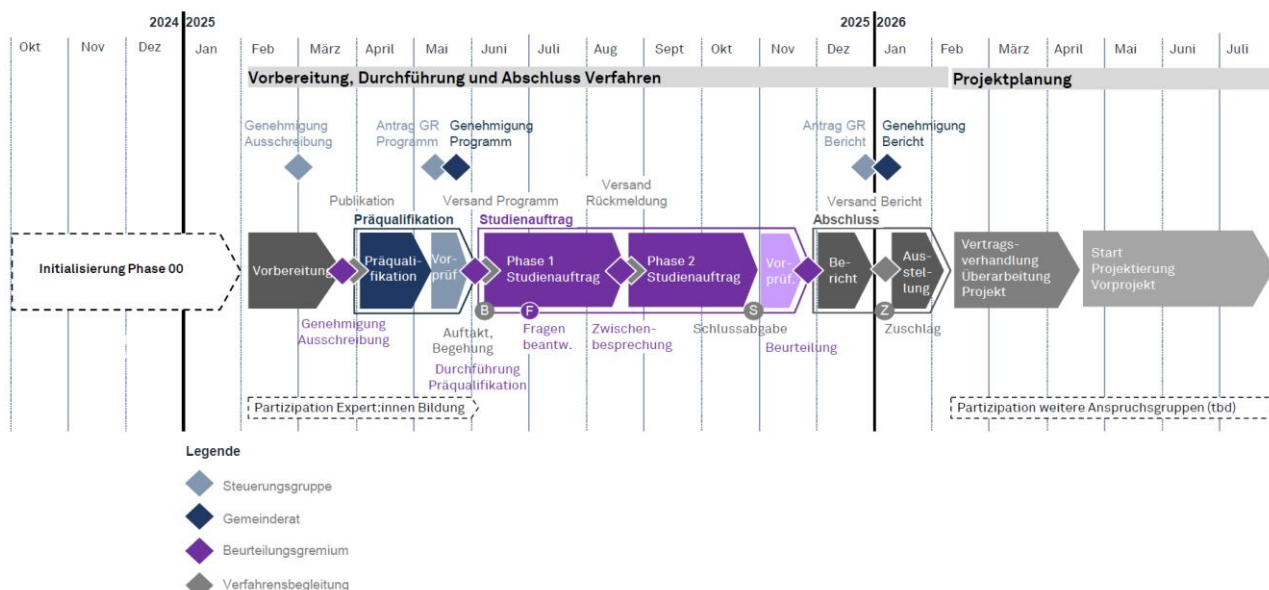 2024 2025
2025 2026
Okt Nov Dez Jan Feb März April Mai Juni Juli Aug Sept Okt Nov Dez Jan Feb März April Mai Juni Juli
Vorbereitung, Durchführung und Abschluss Verfahren
Projektplanung
Genehmigung
Ausschreibung
Antrag GR
Programm
Genehmigung
Programm
Antrag GR
Bericht
Genehmigung
Bericht
Publikation
Versand Programm
Versand
Rückmeldung
Versand Bericht
Präqualifikation
Studienauftrag
Abschluss
Initialisierung Phase 00
Vorbereitung
Präquali-
fikation
Vor-
prüf
Phase 1
Studienauftrag
Phase 2
Studienauftrag
Vor-
prüf.
Be-
richt
Aus-
stel-
lung
Vertrags-
verhandlung
Überarbeitung
Projekt
Start
Projektierung
Vorprojekt
B
F
S
Z
Genehmigung
Ausschreibung
Auftakt,
Begehung
Durchführung
Präqualifikation
Fragen
beantw.
Zwischen-
besprechung
Schlussabgabe
Beurteilung
Zuschlag
Partizipation Expert:innen Bildung
Partizipation weitere Anspruchsgruppen (tbd)
Legende
Steuerungsgruppe
Gemeinderat
Beurteilungsgremium
Verfahrensbegleitung